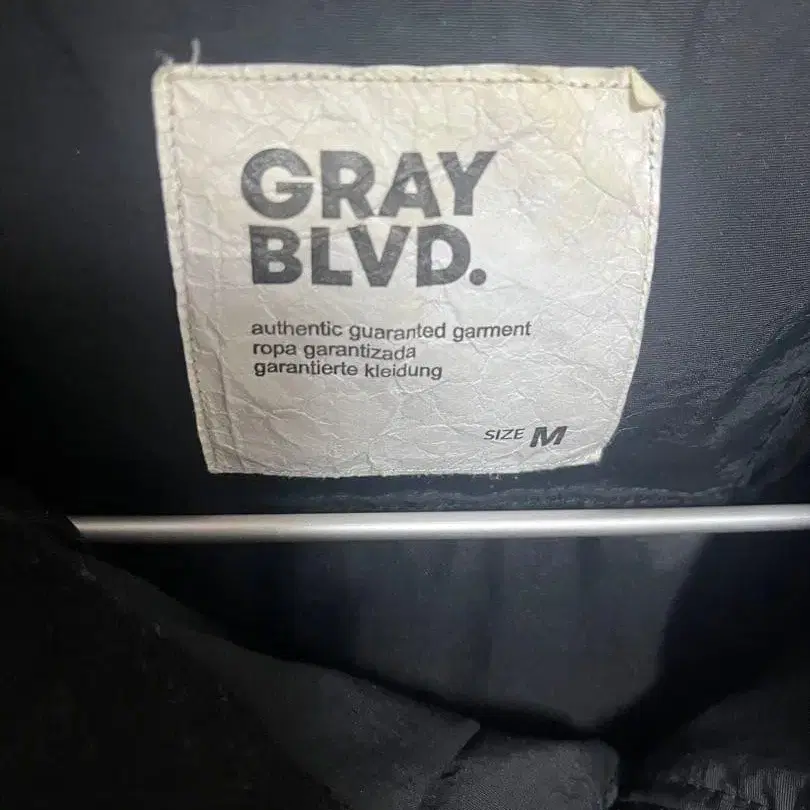 GRAY
BLVD.
authentic guaranted garment
ropa garantizada
garantierte kleidung
SIZE M